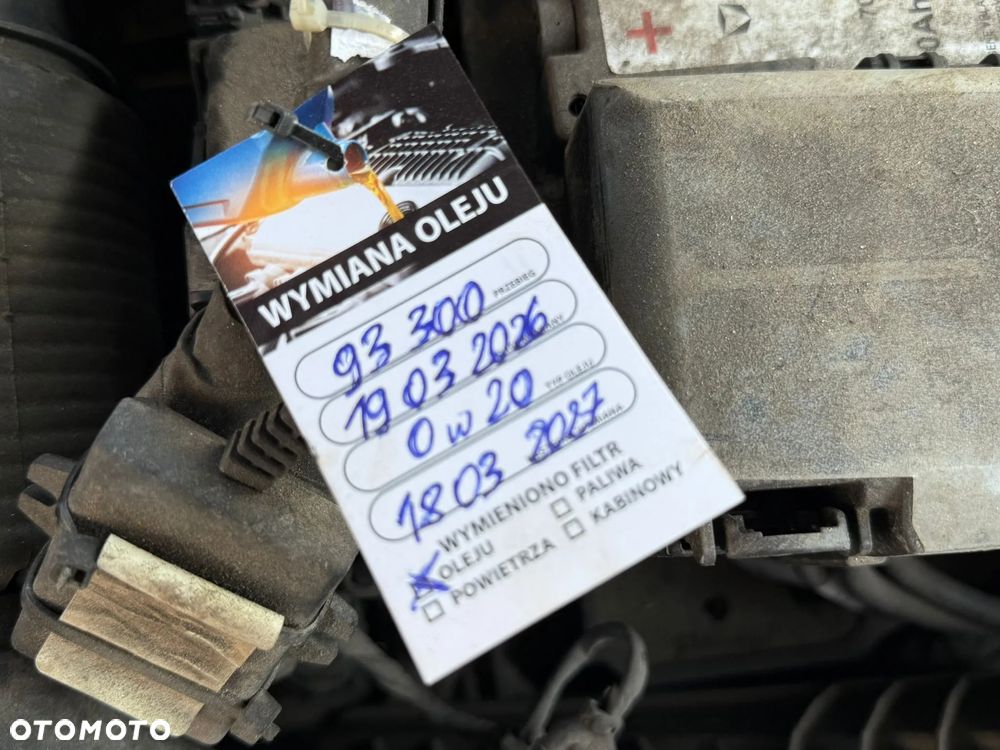 WYMIANA OLEJU
93 300 PRZEBIEG
19 03 2026
0 W 20 TYP OLEJU
18 03 2027
WYMIENIONO FILTR
OLEJU
PALIWA
POWIETRZA
KABINOWY
OTOMOTO